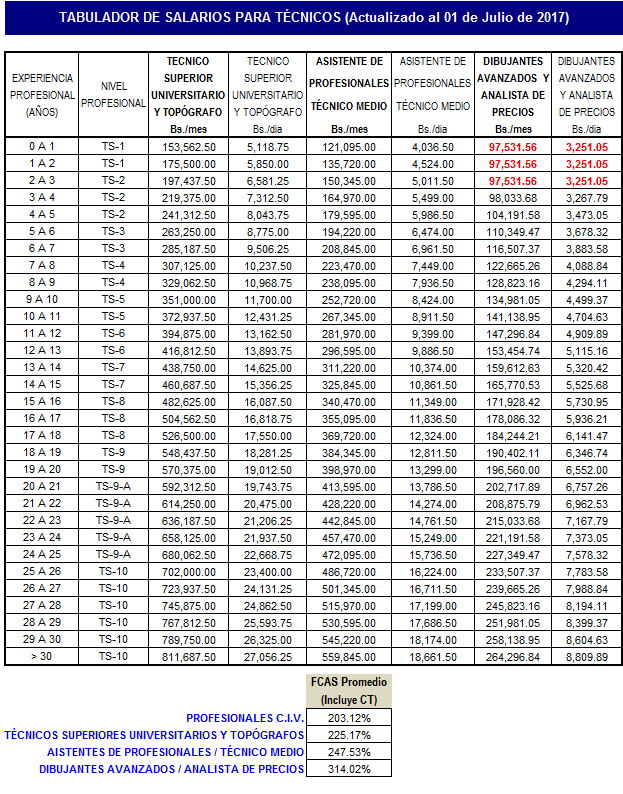 TABULADOR DE SALARIOS PARA TÉCNICOS (Actualizado al 01 de Julio de 2017)
EXPERIENCIA PROFESIONAL (AÑOS) NIVEL PROFESIONAL TECNICO SUPERIOR UNIVERSITARIO Y TOPÓGRAFO Bs./mes TECNICO SUPERIOR UNIVERSITARIO Y TOPÓGRAFO Bs./dia ASISTENTE DE PROFESIONALES TÉCNICO MEDIO Bs./mes ASISTENTE DE PROFESIONALES TÉCNICO MEDIO Bs./dia DIBUJANTES AVANZADOS Y ANALISTA DE PRECIOS Bs./mes DIBUJANTES AVANZADOS Y ANALISTA DE PRECIOS Bs./dia
0 A 1 TS-1 153,562.50 5,118.75 121,095.00 4,036.50 97,531.56 3,251.05
1 A 2 TS-1 175,500.00 5,850.00 135,720.00 4,524.00 97,531.56 3,251.05
2 A 3 TS-2 197,437.50 6,581.25 150,345.00 5,011.50 97,531.56 3,251.05
3 A 4 TS-2 219,375.00 7,312.50 164,970.00 5,499.00 98,033.68 3,267.79
4 A 5 TS-2 241,312.50 8,043.75 179,595.00 5,986.50 104,191.58 3,473.05
5 A 6 TS-3 263,250.00 8,775.00 194,220.00 6,474.00 110,349.47 3,678.32
6 A 7 TS-3 285,187.50 9,506.25 208,845.00 6,961.50 116,507.37 3,883.58
7 A 8 TS-4 307,125.00 10,237.50 223,470.00 7,449.00 122,665.26 4,088.84
8 A 9 TS-4 329,062.50 10,968.75 238,095.00 7,936.50 128,823.16 4,294.11
9 A 10 TS-5 351,000.00 11,700.00 252,720.00 8,424.00 134,981.05 4,499.37
10 A 11 TS-5 372,937.50 12,431.25 267,345.00 8,911.50 141,138.95 4,704.63
11 A 12 TS-6 394,875.00 13,162.50 281,970.00 9,399.00 147,296.84 4,909.89
12 A 13 TS-6 416,812.50 13,893.75 296,595.00 9,886.50 153,454.74 5,115.16
13 A 14 TS-7 438,750.00 14,625.00 311,220.00 10,374.00 159,612.63 5,320.42
14 A 15 TS-7 460,687.50 15,356.25 325,845.00 10,861.50 165,770.53 5,525.68
15 A 16 TS-8 482,625.00 16,087.50 340,470.00 11,349.00 171,928.42 5,730.95
16 A 17 TS-8 504,562.50 16,818.75 355,095.00 11,836.50 178,086.32 5,936.21
17 A 18 TS-8 526,500.00 17,550.00 369,720.00 12,324.00 184,244.21 6,141.47
18 A 19 TS-9 548,437.50 18,281.25 384,345.00 12,811.50 190,402.11 6,346.74
19 A 20 TS-9 570,375.00 19,012.50 398,970.00 13,299.00 196,560.00 6,552.00
20 A 21 TS-9-A 592,312.50 19,743.75 413,595.00 13,786.50 202,717.89 6,757.26
21 A 22 TS-9-A 614,250.00 20,475.00 428,220.00 14,274.00 208,875.79 6,962.53
22 A 23 TS-9-A 636,187.50 21,206.25 442,845.00 14,761.50 215,033.68 7,167.79
23 A 24 TS-9-A 658,125.00 21,937.50 457,470.00 15,249.00 221,191.58 7,373.05
24 A 25 TS-9-A 680,062.50 22,668.75 472,095.00 15,736.50 227,349.47 7,578.32
25 A 26 TS-10 702,000.00 23,400.00 486,720.00 16,224.00 233,507.37 7,783.58
26 A 27 TS-10 723,937.50 24,131.25 501,345.00 16,711.50 239,665.26 7,988.84
27 A 28 TS-10 745,875.00 24,862.50 515,970.00 17,199.00 245,823.16 8,194.11
28 A 29 TS-10 767,812.50 25,593.75 530,595.00 17,686.50 251,981.05 8,399.37
29 A 30 TS-10 789,750.00 26,325.00 545,220.00 18,174.00 258,138.95 8,604.63
> 30 TS-10 811,687.50 27,056.25 559,845.00 18,661.50 264,296.84 8,809.89
FCAS Promedio
(Incluye CT)
PROFESIONALES C.I.V. 203.12%
TÉCNICOS SUPERIORES UNIVERSITARIOS Y TOPÓGRAFOS 225.17%
AISTENTES DE PROFESIONALES / TÉCNICO MEDIO 247.53%
DIBUJANTES AVANZADOS / ANALISTA DE PRECIOS 314.02%